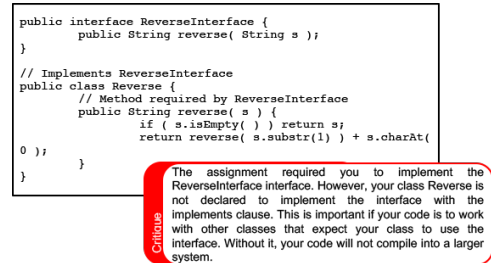 public interface ReverseInterface {
public String reverse( String s );
}
// Implements ReverseInterface
public class Reverse {
// Method required by ReverseInterface
public String reverse( s ) {
if ( s.isEmpty( ) ) return s;
return reverse( s.substr(1) ) + s.charAt(
0 );
}
}
Critique
The assignment required you to implement the
ReverseInterface interface. However, your class Reverse is
not declared to implement the interface with the
implements clause. This is important if your code is to work
with other classes that expect your class to use the
interface. Without it, your code will not compile into a larger
system.